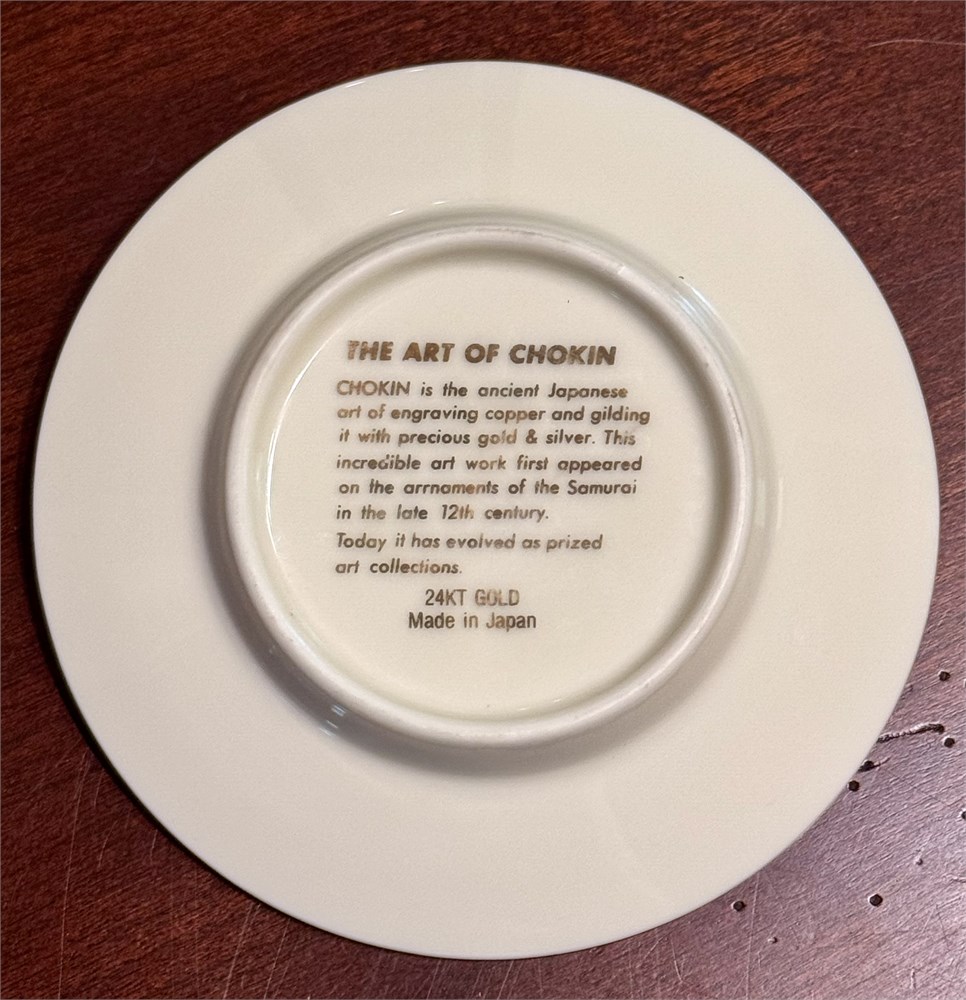 THE ART OF CHOKIN
CHOKIN is the ancient Japanese
art of engraving copper and gilding
it with precious gold & silver. This
incredible art work first appeared
on the arrnaments of the Samurai
in the late 12th century.
Today it has evolved as prized
art collections.
24KT GOLD
Made in Japan